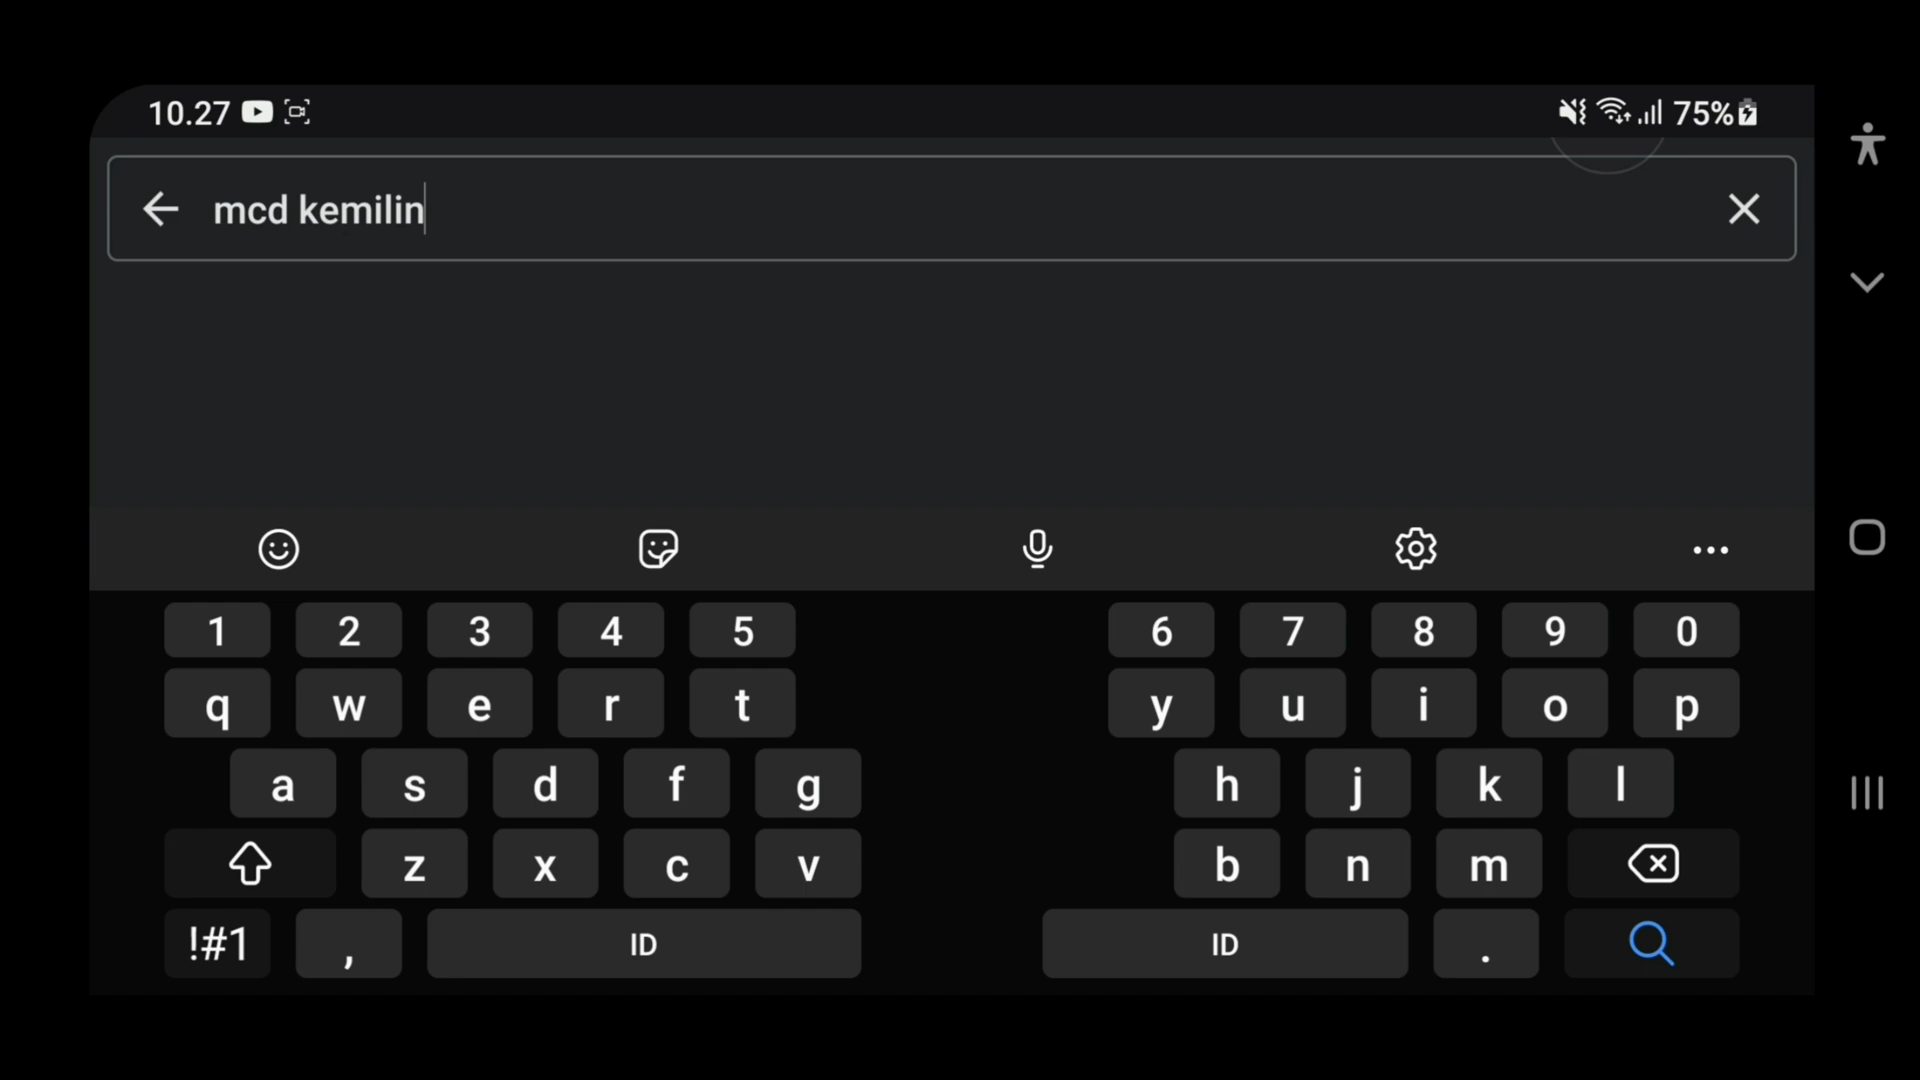 10.27 75%
mcd kemilin
1 2 3 4 5 6 7 8 9 0
q w e r t y u i o p
a s d f g h j k l
z x c v b n m
!#1 , ID ID .